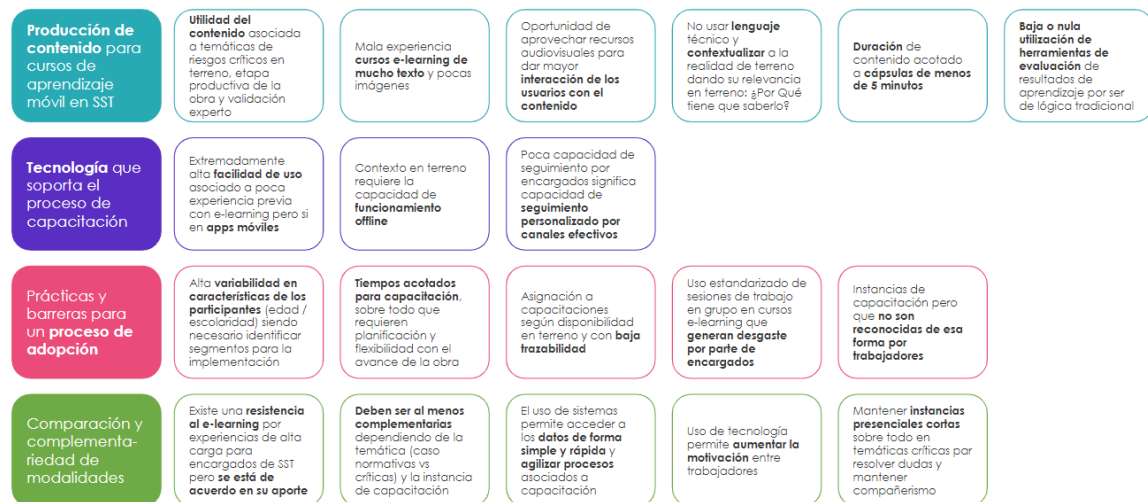 Producción de
contenido para
cursos de
aprendizaje
móvil en SST
Utilidad del
contenido asociada
a temáticas de
riesgos críticos en
terreno, etapa
productiva de la
obra y validación
experto
Mala experiencia
cursos e-learning de
mucho texto y pocas
imágenes
Oportunidad de
aprovechar recursos
audiovisuales para
dar mayor
interacción de los
usuarios con el
contenido
No usar lenguaje
técnico y
contextualizar a la
realidad de terreno
dando su relevancia
en terreno: ¿Por Qué
tiene que saberlo?
Duración de
contenido acotado
a cápsulas de menos
de 5 minutos
Baja o nula
utilización de
herramientas de
evaluación de
resultados de
aprendizaje por ser
de lógica tradicional
Tecnología que
soporta el
proceso de
capacitación
Extremadamente
alta facilidad de uso
asociado a poca
experiencia previa
con e-learning pero si
en apps móviles
Contexto en terreno
requiere la
capacidad de
funcionamiento
offline
Poca capacidad de
seguimiento por
encargados significa
capacidad de
seguimiento
personalizado por
canales efectivos
Prácticas y
barreras para
un proceso de
adopción
Alta variabilidad en
características de los
participantes (edad /
escolaridad) siendo
necesario identificar
segmentos para la
implementación
Tiempos acotados
para capacitación,
sobre todo que
requieren
planificación y
flexibilidad con el
avance de la obra
Asignación a
capacitaciones
según disponibilidad
en terreno y con baja
trazabilidad
Uso estandarizado de
sesiones de trabajo
en grupo en cursos
e-learning que
generan desgaste
por parte de
encargados
Instancias de
capacitación pero
que no son
reconocidas de esa
forma por
trabajadores
Comparación y
complementa-
riedad de
modalidades
Existe una resistencia
al e-learning por
experiencias de alta
carga para
encargados de SST
pero se está de
acuerdo en su aporte
Deben ser al menos
complementarias
dependiendo de la
temática (caso
normativas vs
críticas) y la instancia
de capacitación
El uso de sistemas
permite acceder a
los datos de forma
simple y rápida y
agilizar procesos
asociados a
capacitación
Uso de tecnología
permite aumentar la
motivación entre
trabajadores
Mantener instancias
presenciales cortas
sobre todo en
temáticas críticas par
resolver dudas y
mantener
compañerismo